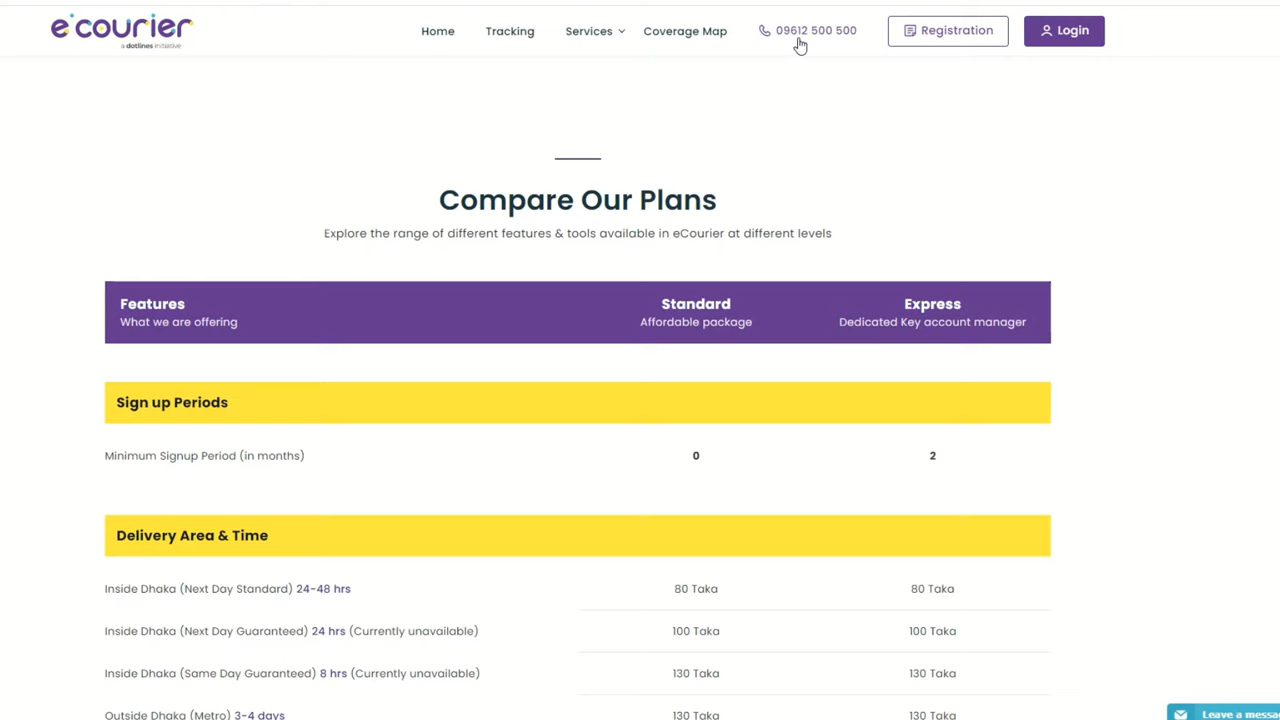 e'courier
a dotlines initiative
Home Tracking Services Coverage Map 09612 500 500 Registration Login
Compare Our Plans
Explore the range of different features & tools available in eCourier at different levels
Features Standard Express
What we are offering Affordable package Dedicated Key account manager
Sign up Periods
Minimum Signup Period (in months) 0 2
Delivery Area & Time
Inside Dhaka (Next Day Standard) 24-48 hrs 80 Taka 80 Taka
Inside Dhaka (Next Day Guaranteed) 24 hrs (Currently unavailable) 100 Taka 100 Taka
Inside Dhaka (Same Day Guaranteed) 8 hrs (Currently unavailable) 130 Taka 130 Taka
Outside Dhaka (Metro) 3-4 days 130 Taka 130 Taka
Leave a messa